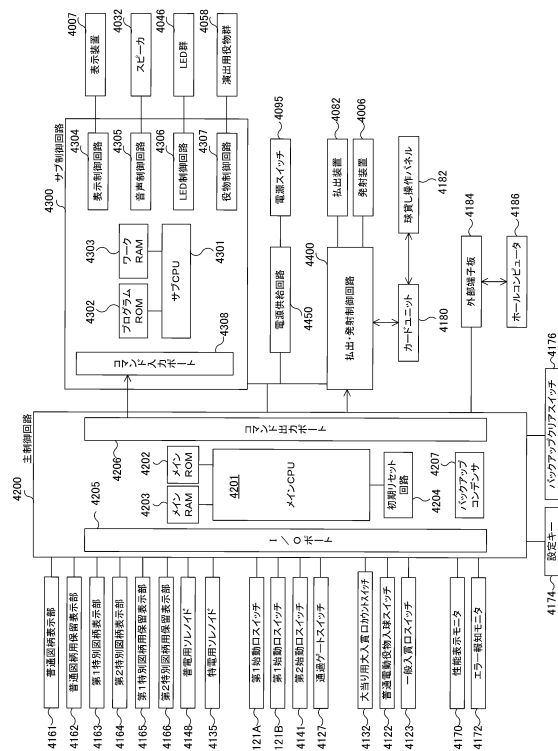 4200
主制御回路
4161
普通図柄表示部
4162
普通図柄用保留表示部
4163
第1特別図柄表示部
4164
第2特別図柄表示部
4165
第1特別図柄用保留表示部
4166
第2特別図柄用保留表示部
4148
普電用ソレノイド
4135
特電用ソレノイド
121A
第1始動口スイッチ
121B
第1始動口スイッチ
4141
第2始動口スイッチ
4127
通過ゲートスイッチ
4132
大当り用大入賞口カウントスイッチ
4122
普通電動役物入球スイッチ
4123
一般入賞口スイッチ
4170
性能表示モニタ
4172
エラー報知モニタ
4205
I/Oポート
4203
メイン
RAM
4202
メイン
ROM
4201
メインCPU
初期リセット
回路
4204
4207
バックアップ
コンデンサ
4206
コマンド出力ポート
4174
設定キー
バックアップクリアスイッチ
4176
4300
サブ制御回路
コマンド入力ポート
4308
4302
プログラム
ROM
4303
ワーク
RAM
サブCPU
4301
4304
表示制御回路
4305
音声制御回路
4306
LED制御回路
4307
役物制御回路
表示装置
4007
スピーカ
4032
LED群
4046
演出用役物群
4058
電源供給回路
4450
電源スイッチ
4095
4400
払出・発射制御回路
払出装置
4082
発射装置
4006
カードユニット
4180
球貸し操作パネル
4182
外部端子板
4184
ホールコンピュータ
4186